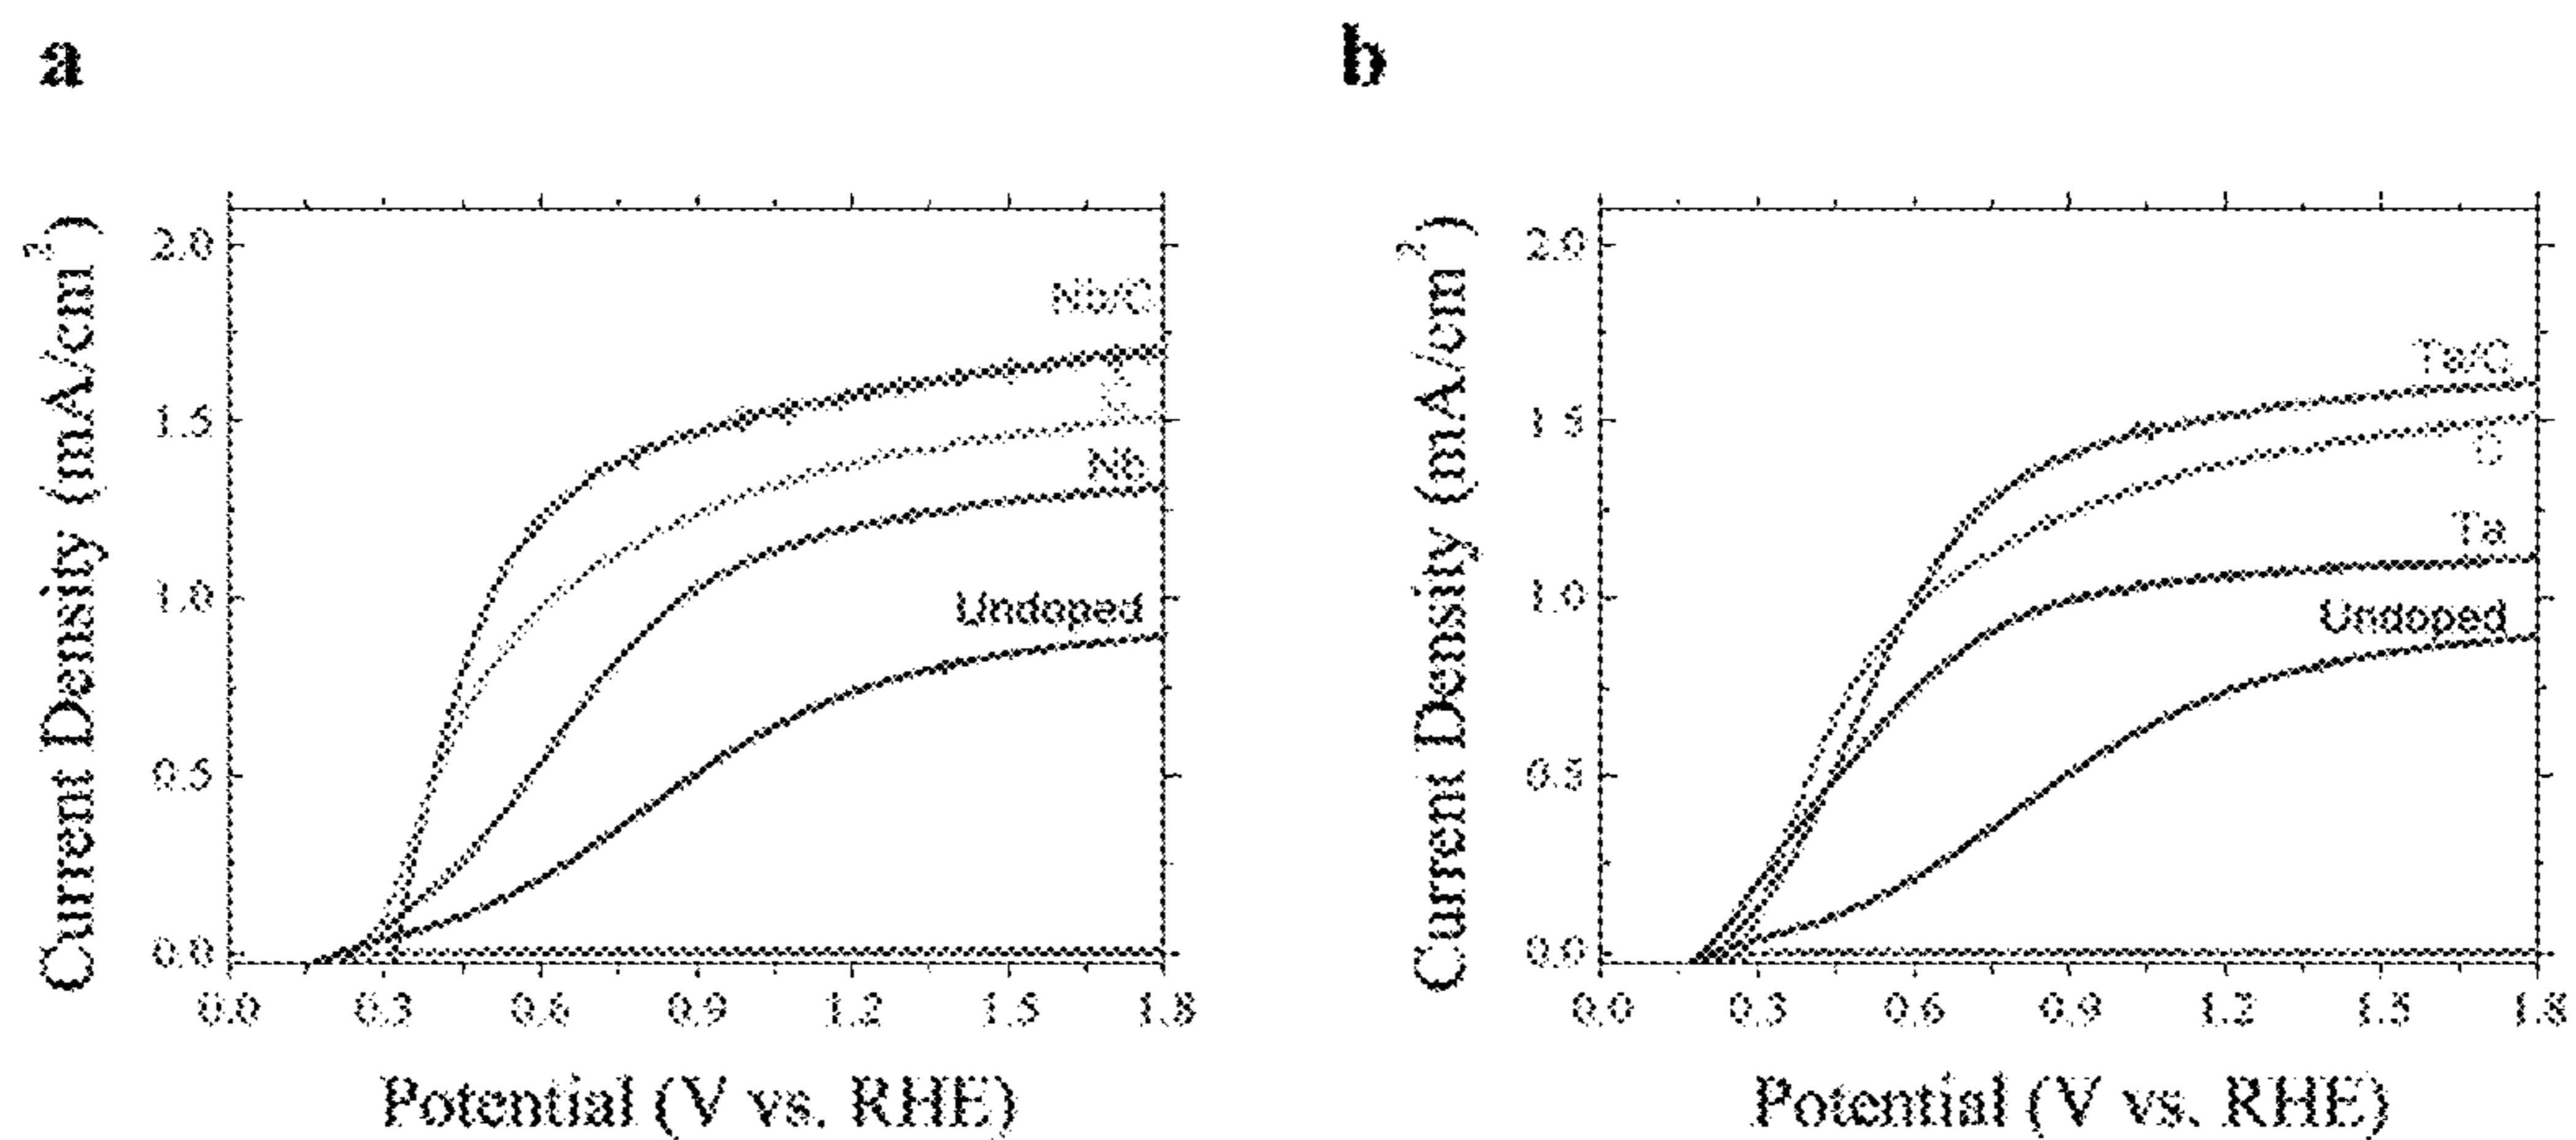 a
b
Current Density (mA/cm²)
2.0
1.5
1.0
0.5
0.0
Nb/C
C
Nb
Undoped
0.0 0.3 0.6 0.9 1.2 1.5 1.8
Potential (V vs. RHE)
Current Density (mA/cm²)
2.0
1.5
1.0
0.5
0.0
Ta/C
C
Ta
Undoped
0.0 0.3 0.6 0.9 1.2 1.5 1.8
Potential (V vs. RHE)